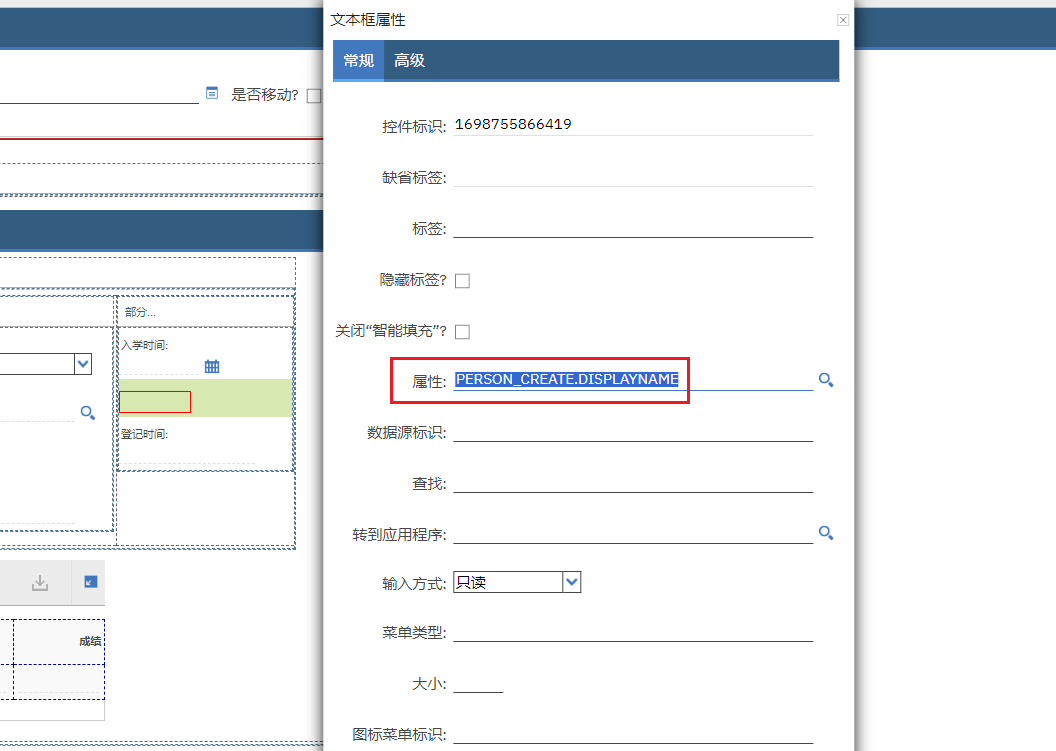 文本框属性
常规 高级
是否移动?
控件标识: 1698755866419
缺省标签:
标签:
隐藏标签?
关闭“智能填充”?
部分...
入学时间:
属性: PERSON_CREATE.DISPLAYNAME
登记时间:
数据源标识:
查找:
转到应用程序:
输入方式: 只读
菜单类型:
成绩
大小:
图标菜单标识: